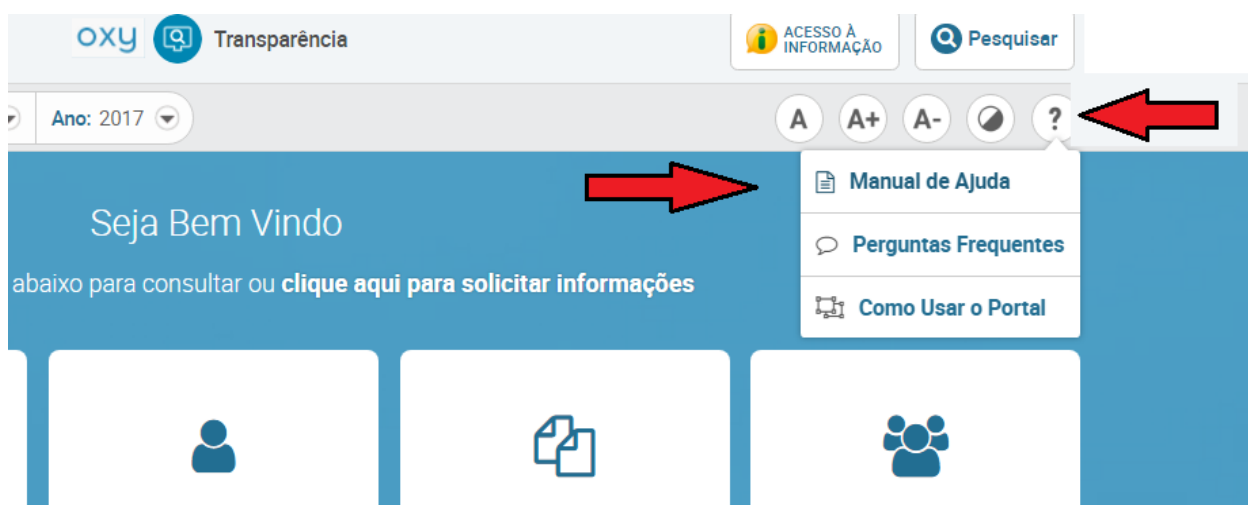 oxy Transparência
ACESSO À
INFORMAÇÃO
Pesquisar
Ano: 2017
A A+ A- ?
Manual de Ajuda
Seja Bem Vindo
Perguntas Frequentes
abaixo para consultar ou clique aqui para solicitar informações
Como Usar o Portal